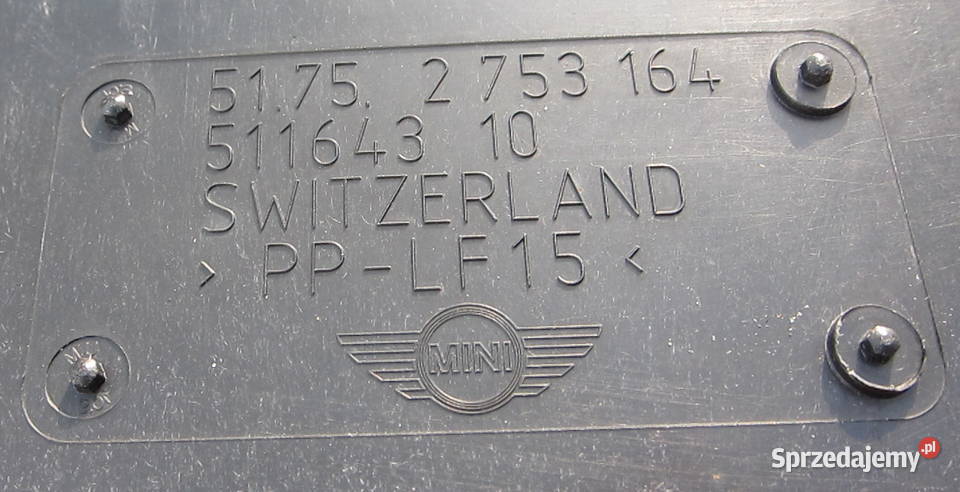 51.75. 2 753 164
511643 10
SWITZERLAND
> PP-LF15 <
MINI
Sprzedajemy.pl